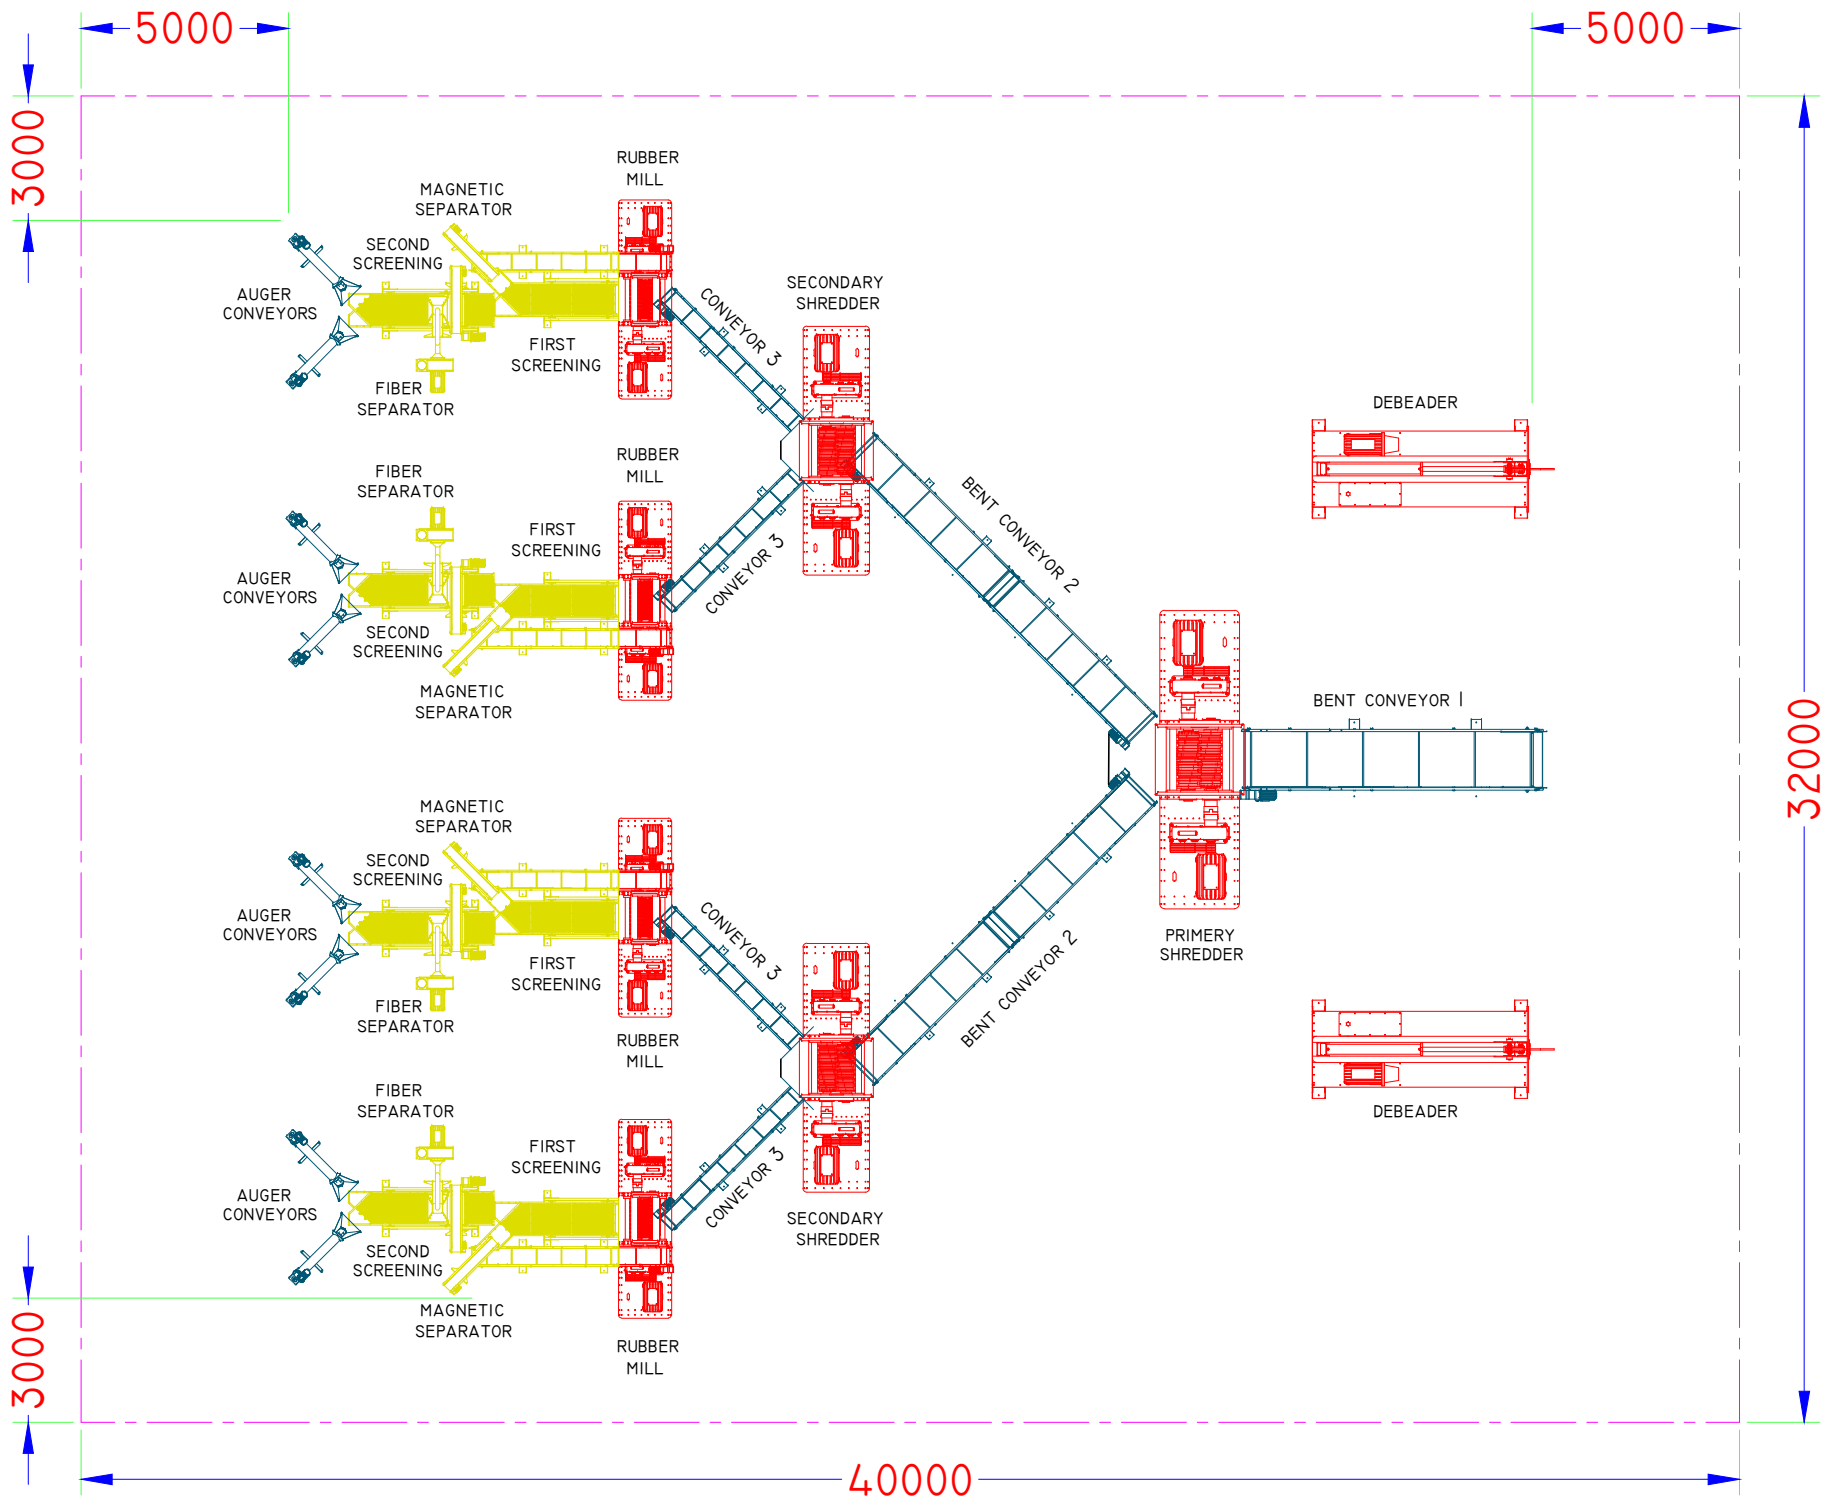 5000
5000
3000
RUBBER
MILL
MAGNETIC
SEPARATOR
SECOND
SCREENING
AUGER
CONVEYORS
FIRST
SCREENING
FIBER
SEPARATOR
CONVEYOR 3
SECONDARY
SHREDDER
DEBEADER
RUBBER
MILL
FIBER
SEPARATOR
FIRST
SCREENING
AUGER
CONVEYORS
SECOND
SCREENING
MAGNETIC
SEPARATOR
CONVEYOR 3
BENT CONVEYOR 2
BENT CONVEYOR 1
32000
MAGNETIC
SEPARATOR
SECOND
SCREENING
AUGER
CONVEYORS
FIRST
SCREENING
FIBER
SEPARATOR
CONVEYOR 3
RUBBER
MILL
BENT CONVEYOR 2
PRIMERY
SHREDDER
FIBER
SEPARATOR
FIRST
SCREENING
AUGER
CONVEYORS
SECOND
SCREENING
MAGNETIC
SEPARATOR
CONVEYOR 3
SECONDARY
SHREDDER
DEBEADER
RUBBER
MILL
3000
40000